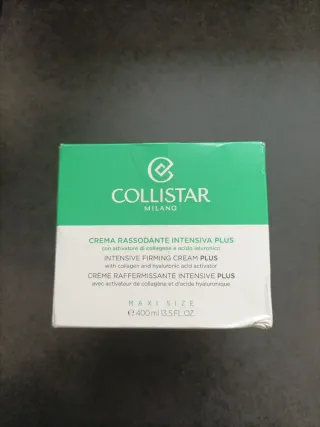 COLLISTAR
MILANO
CREMA RASSODANTE INTENSIVA PLUS
con attivatore di collagene e acido ialuronico
INTENSIVE FIRMING CREAM PLUS
with collagen and hyaluronic acid activator
CRÈME RAFFERMISSANTE INTENSIVE PLUS
avec activateur de collagène et d'acide hyaluronique
MAXI SIZE
℮ 400 ml 13.5 FL.OZ.